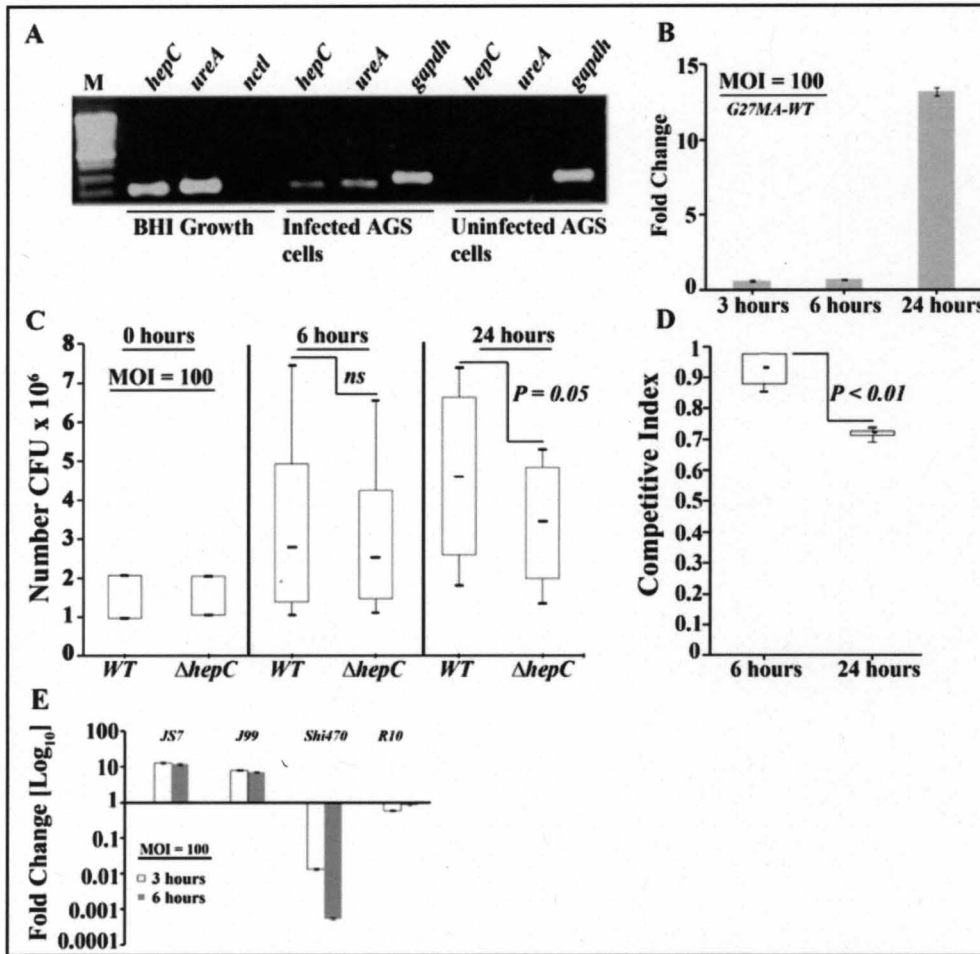 A
M hepC ureA nctl hepC ureA gapdh hepC ureA gapdh
BHI Growth Infected AGS cells Uninfected AGS cells
B
MOI = 100
G27MA-WT
Fold Change
15
10
5
0
3 hours 6 hours 24 hours
C
0 hours 6 hours 24 hours
MOI = 100
ns
P = 0.05
Number CFU x 10⁶
8
7
6
5
4
3
2
1
0
WT ΔhepC WT ΔhepC WT ΔhepC
D
P < 0.01
Competitive Index
1
0.9
0.8
0.7
0.6
0.5
0.4
0.3
0.2
0.1
0
6 hours 24 hours
E
JS7 J99 Shi470 R10
Fold Change [Log₁₀]
100
10
1
0.1
0.01
0.001
0.0001
MOI = 100
3 hours
6 hours